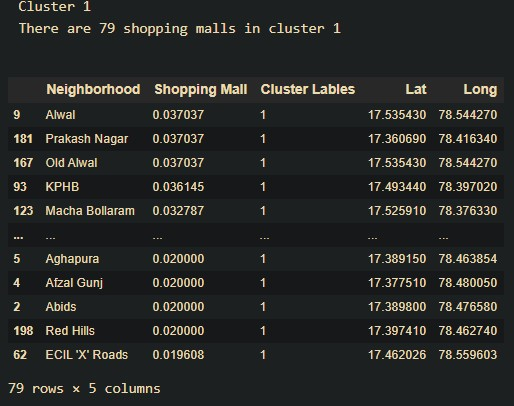 Cluster 1
There are 79 shopping malls in cluster 1
Neighborhood Shopping Mall Cluster Lables Lat Long
9 Alwal 0.037037 1 17.535430 78.544270
181 Prakash Nagar 0.037037 1 17.360690 78.416340
167 Old Alwal 0.037037 1 17.535430 78.544270
93 KPHB 0.036145 1 17.493440 78.397020
123 Macha Bollaram 0.032787 1 17.525910 78.376330
... ... ... ... ... ...
5 Aghapura 0.020000 1 17.389150 78.463854
4 Afzal Gunj 0.020000 1 17.377510 78.480050
2 Abids 0.020000 1 17.389800 78.476580
198 Red Hills 0.020000 1 17.397410 78.462740
62 ECIL 'X' Roads 0.019608 1 17.462026 78.559603
79 rows × 5 columns